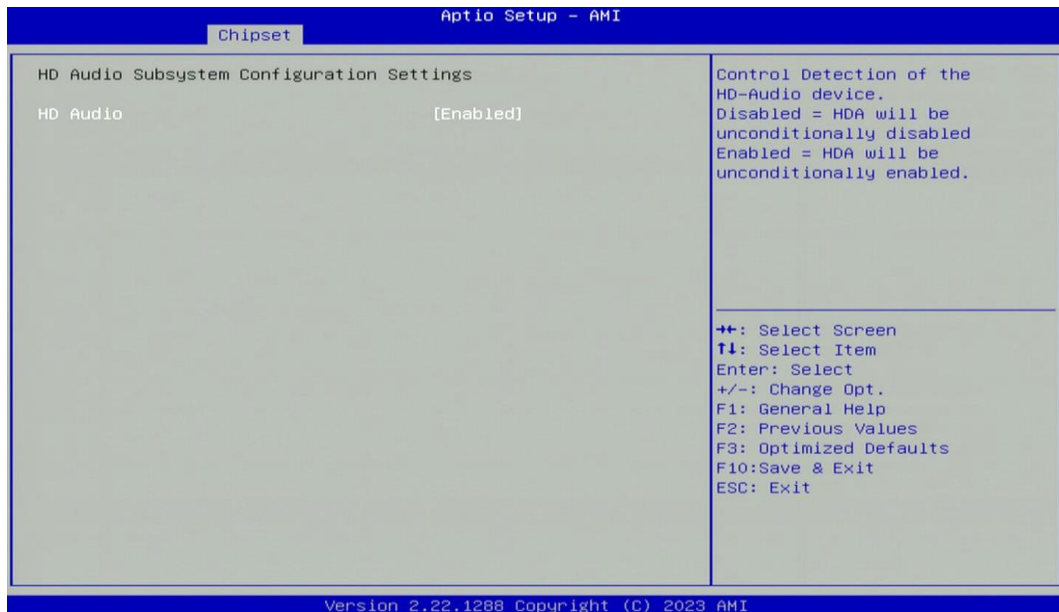 Aptio Setup – AMI
Chipset
HD Audio Subsystem Configuration Settings
HD Audio [Enabled]
Control Detection of the
HD-Audio device.
Disabled = HDA will be
unconditionally disabled
Enabled = HDA will be
unconditionally enabled.
→←: Select Screen
↑↓: Select Item
Enter: Select
+/-: Change Opt.
F1: General Help
F2: Previous Values
F3: Optimized Defaults
F10:Save & Exit
ESC: Exit
Version 2.22.1288 Copyright (C) 2023 AMI